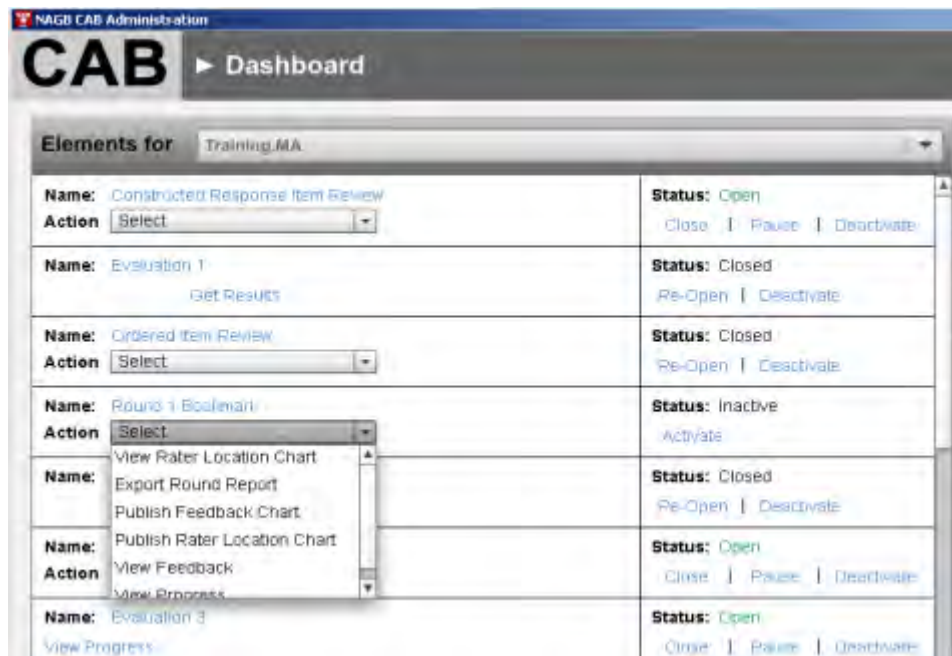 NAGB CAB Administration
CAB ► Dashboard
Elements for Training.MA
Name: Constructed Response Item Review
Status: Open
Action Select
Close | Pause | Deactivate
Name: Evaluation 1
Status: Closed
Get Results
Re-Open | Deactivate
Name: Ordered Item Review
Status: Closed
Action Select
Re-Open | Deactivate
Name: Round 1 Bookmark
Status: Inactive
Action Select
Activate
View Rater Location Chart
Export Round Report
Publish Feedback Chart
Publish Rater Location Chart
View Feedback
View Progress
Name:
Status: Closed
Re-Open | Deactivate
Name:
Status: Open
Action
Close | Pause | Deactivate
Name: Evaluation 3
Status: Open
View Progress
Close | Pause | Deactivate